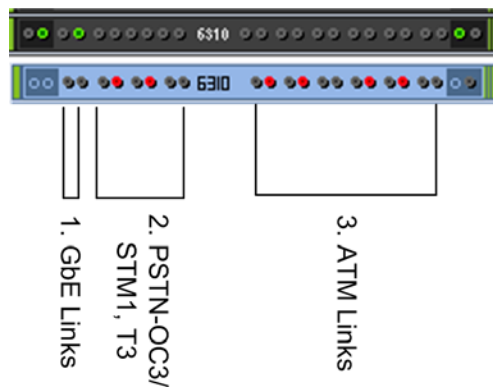 6310
6310
1. GbE Links
2. PSTN-OC3/
STM1, T3
3. ATM Links